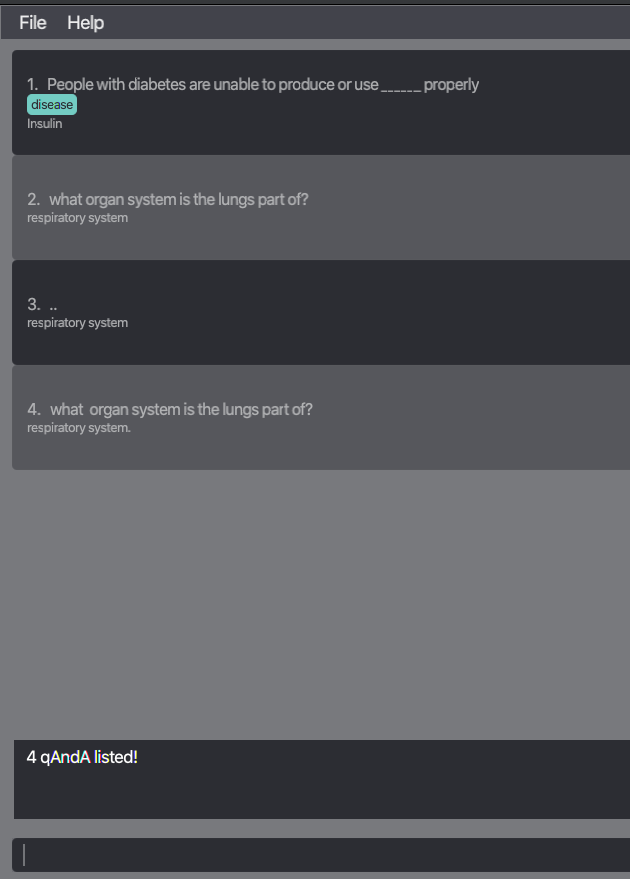 File Help
1. People with diabetes are unable to produce or use ______ properly
disease
Insulin
2. what organ system is the lungs part of?
respiratory system
3. ..
respiratory system
4. what  organ system is the lungs part of?
respiratory system.
4 qAndA listed!